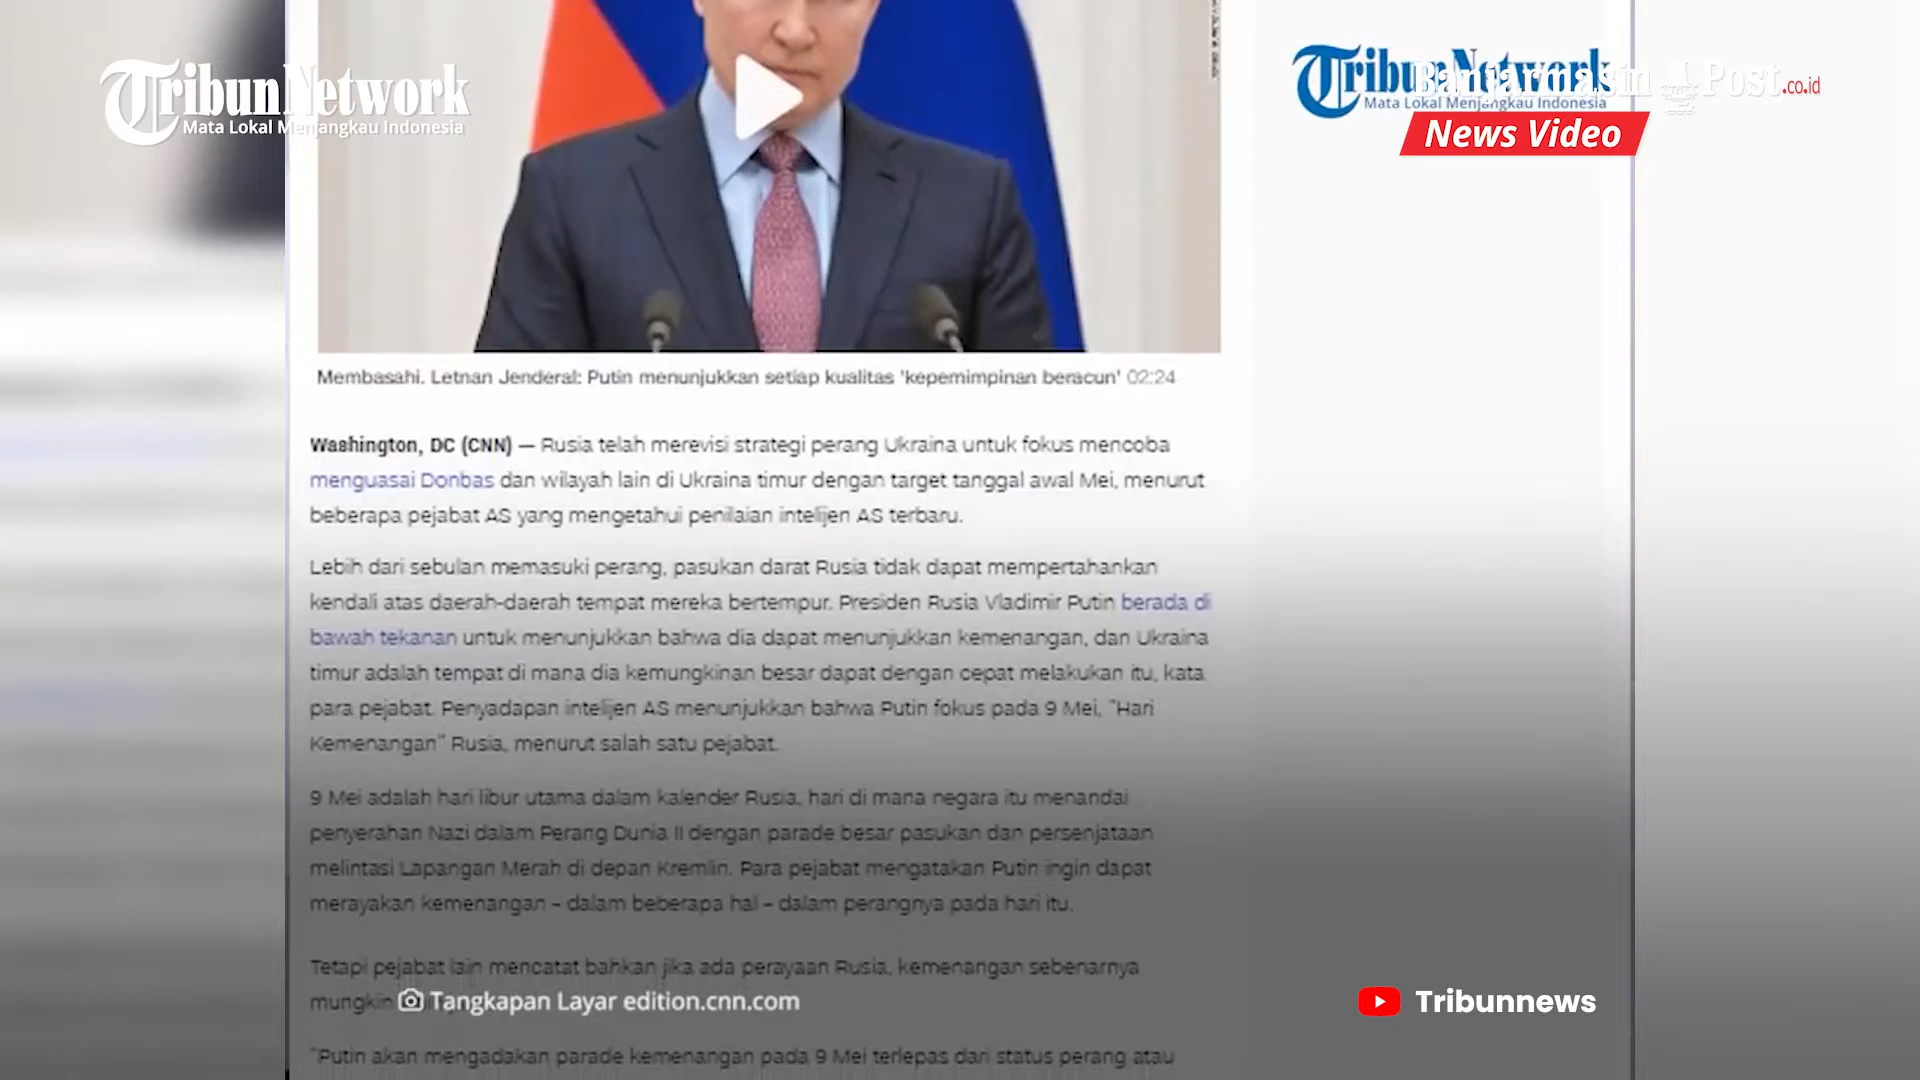 TribunNetwork
Mata Lokal Menjangkau Indonesia
TribunNetwork
Mata Lokal Menjangkau Indonesia
Banjarmasin Post.co.id
News Video
Membasahi. Letnan Jenderal: Putin menunjukkan setiap kualitas 'kepemimpinan beracun' 02:24
Washington, DC (CNN) — Rusia telah merevisi strategi perang Ukraina untuk fokus mencoba
menguasai Donbas dan wilayah lain di Ukraina timur dengan target tanggal awal Mei, menurut
beberapa pejabat AS yang mengetahui penilaian intelijen AS terbaru.
Lebih dari sebulan memasuki perang, pasukan darat Rusia tidak dapat mempertahankan
kendali atas daerah-daerah tempat mereka bertempur. Presiden Rusia Vladimir Putin berada di
bawah tekanan untuk menunjukkan bahwa dia dapat menunjukkan kemenangan, dan Ukraina
timur adalah tempat di mana dia kemungkinan besar dapat dengan cepat melakukan itu, kata
para pejabat. Penyadapan intelijen AS menunjukkan bahwa Putin fokus pada 9 Mei, "Hari
Kemenangan" Rusia, menurut salah satu pejabat.
9 Mei adalah hari libur utama dalam kalender Rusia, hari di mana negara itu menandai
penyerahan Nazi dalam Perang Dunia II dengan parade besar pasukan dan persenjataan
melintasi Lapangan Merah di depan Kremlin. Para pejabat mengatakan Putin ingin dapat
merayakan kemenangan – dalam beberapa hal – dalam perangnya pada hari itu.
Tetapi pejabat lain mencatat bahkan jika ada perayaan Rusia, kemenangan sebenarnya
mungkin
Tangkapan Layar edition.cnn.com
Tribunnews
"Putin akan mengadakan parade kemenangan pada 9 Mei terlepas dari status perang atau